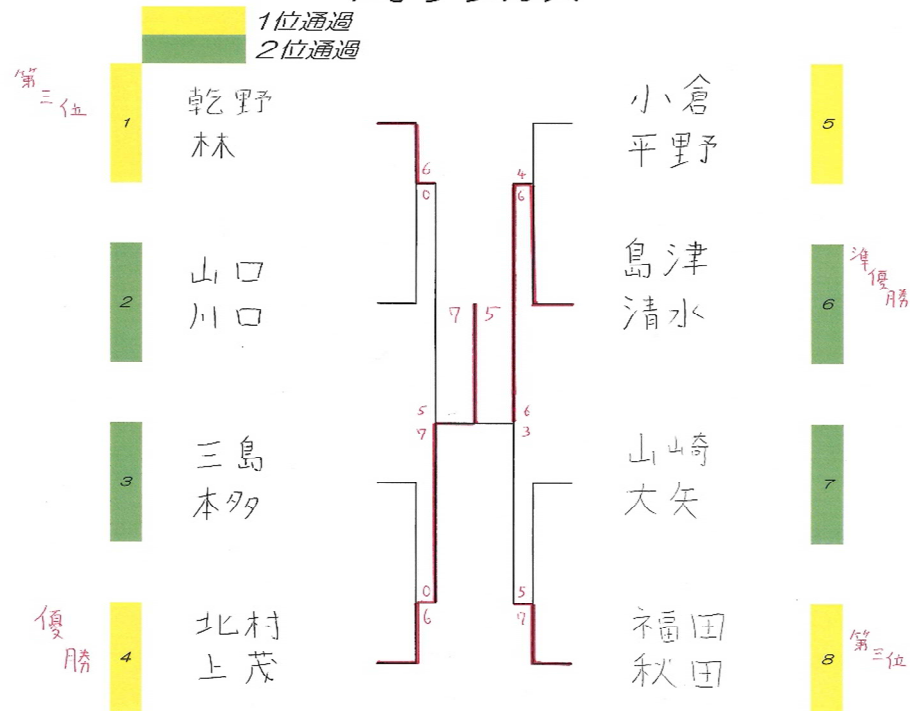 1位通過
2位通過
第三位
1
乾野
林
小倉
平野
5
6
0
4
6
2
山口
川口
島津
清水
6
準優勝
7
5
5
7
6
3
3
三島
本多
山崎
大矢
7
0
6
5
7
優勝
4
北村
上茂
福田
秋田
8
第三位